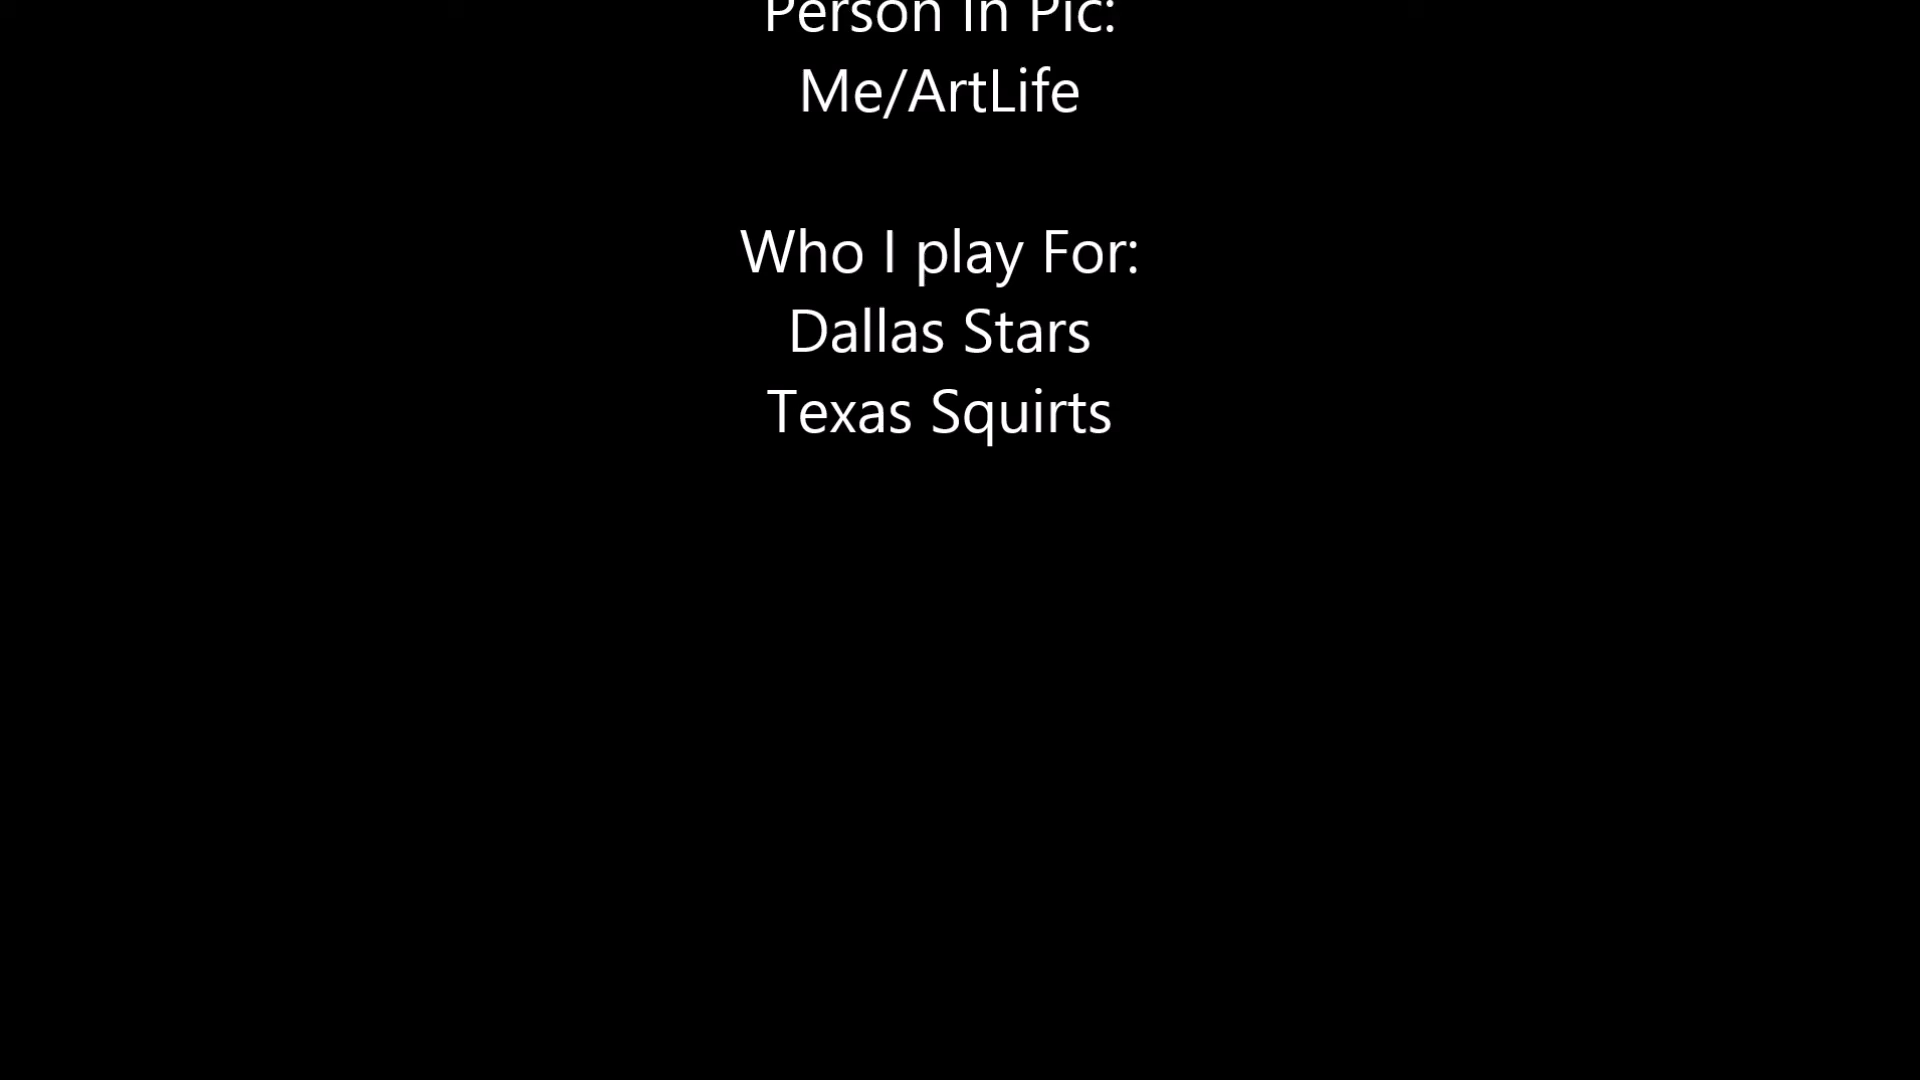 Person In Pic:
Me/ArtLife
Who I play For:
Dallas Stars
Texas Squirts